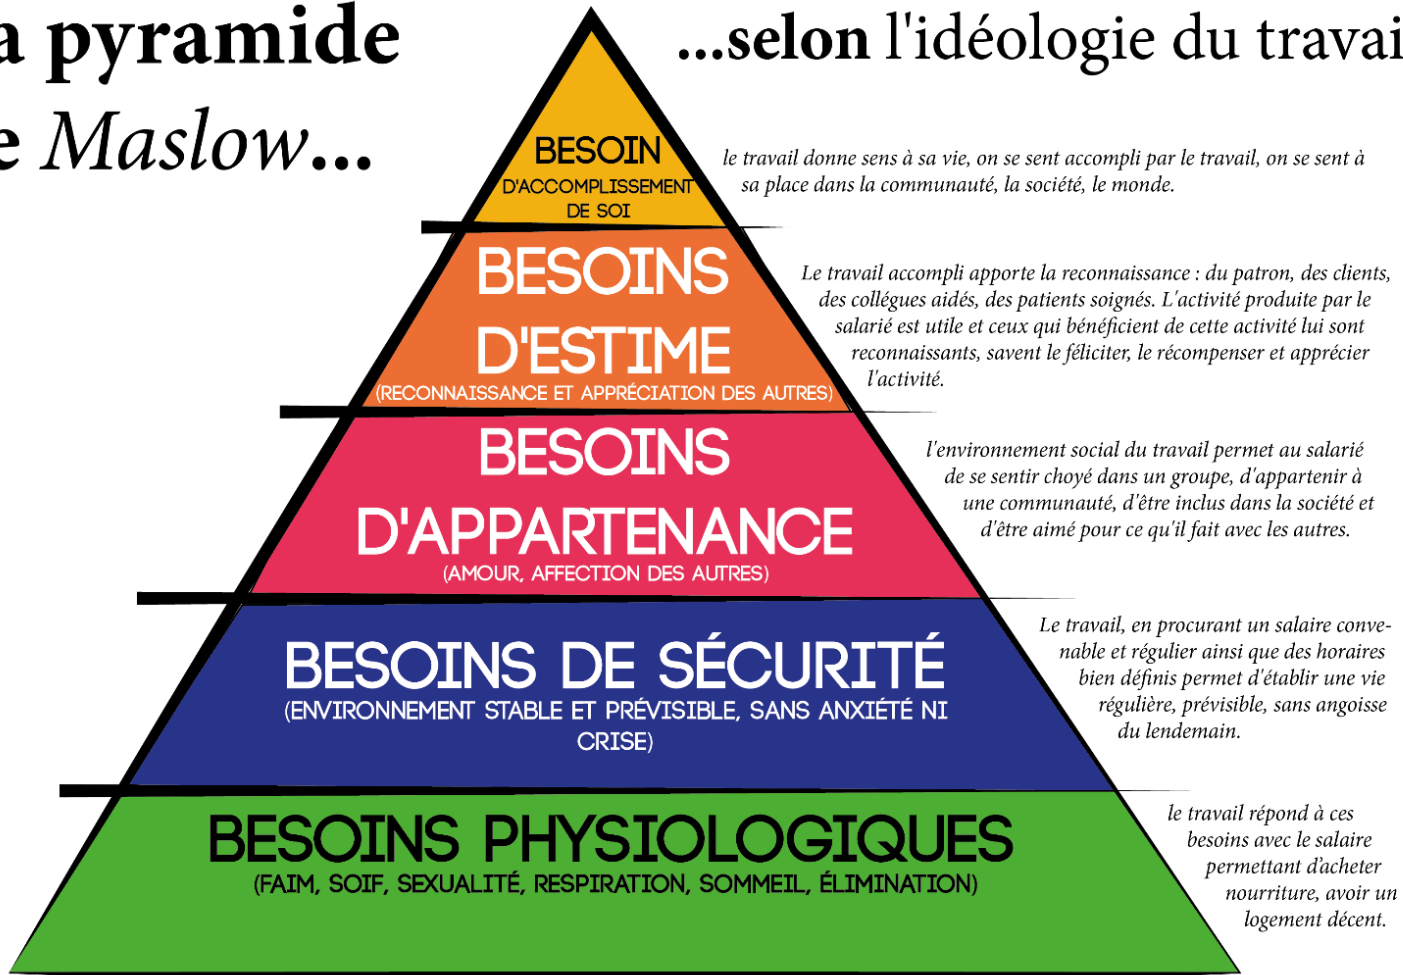 a pyramide
e Maslow...
...selon l'idéologie du travai
BESOIN
D'ACCOMPLISSEMENT
DE SOI
le travail donne sens à sa vie, on se sent accompli par le travail, on se sent à
sa place dans la communauté, la société, le monde.
BESOINS
D'ESTIME
(RECONNAISSANCE ET APPRÉCIATION DES AUTRES)
Le travail accompli apporte la reconnaissance : du patron, des clients,
des collégues aidés, des patients soignés. L'activité produite par le
salarié est utile et ceux qui bénéficient de cette activité lui sont
reconnaissants, savent le féliciter, le récompenser et apprécier
l'activité.
BESOINS
D'APPARTENANCE
(AMOUR, AFFECTION DES AUTRES)
l'environnement social du travail permet au salarié
de se sentir choyé dans un groupe, d'appartenir à
une communauté, d'être inclus dans la société et
d'être aimé pour ce qu'il fait avec les autres.
BESOINS DE SÉCURITÉ
(ENVIRONNEMENT STABLE ET PRÉVISIBLE, SANS ANXIÉTÉ NI
CRISE)
Le travail, en procurant un salaire conve-
nable et régulier ainsi que des horaires
bien définis permet d'établir une vie
régulière, prévisible, sans angoisse
du lendemain.
BESOINS PHYSIOLOGIQUES
(FAIM, SOIF, SEXUALITÉ, RESPIRATION, SOMMEIL, ÉLIMINATION)
le travail répond à ces
besoins avec le salaire
permettant d'acheter
nourriture, avoir un
logement décent.